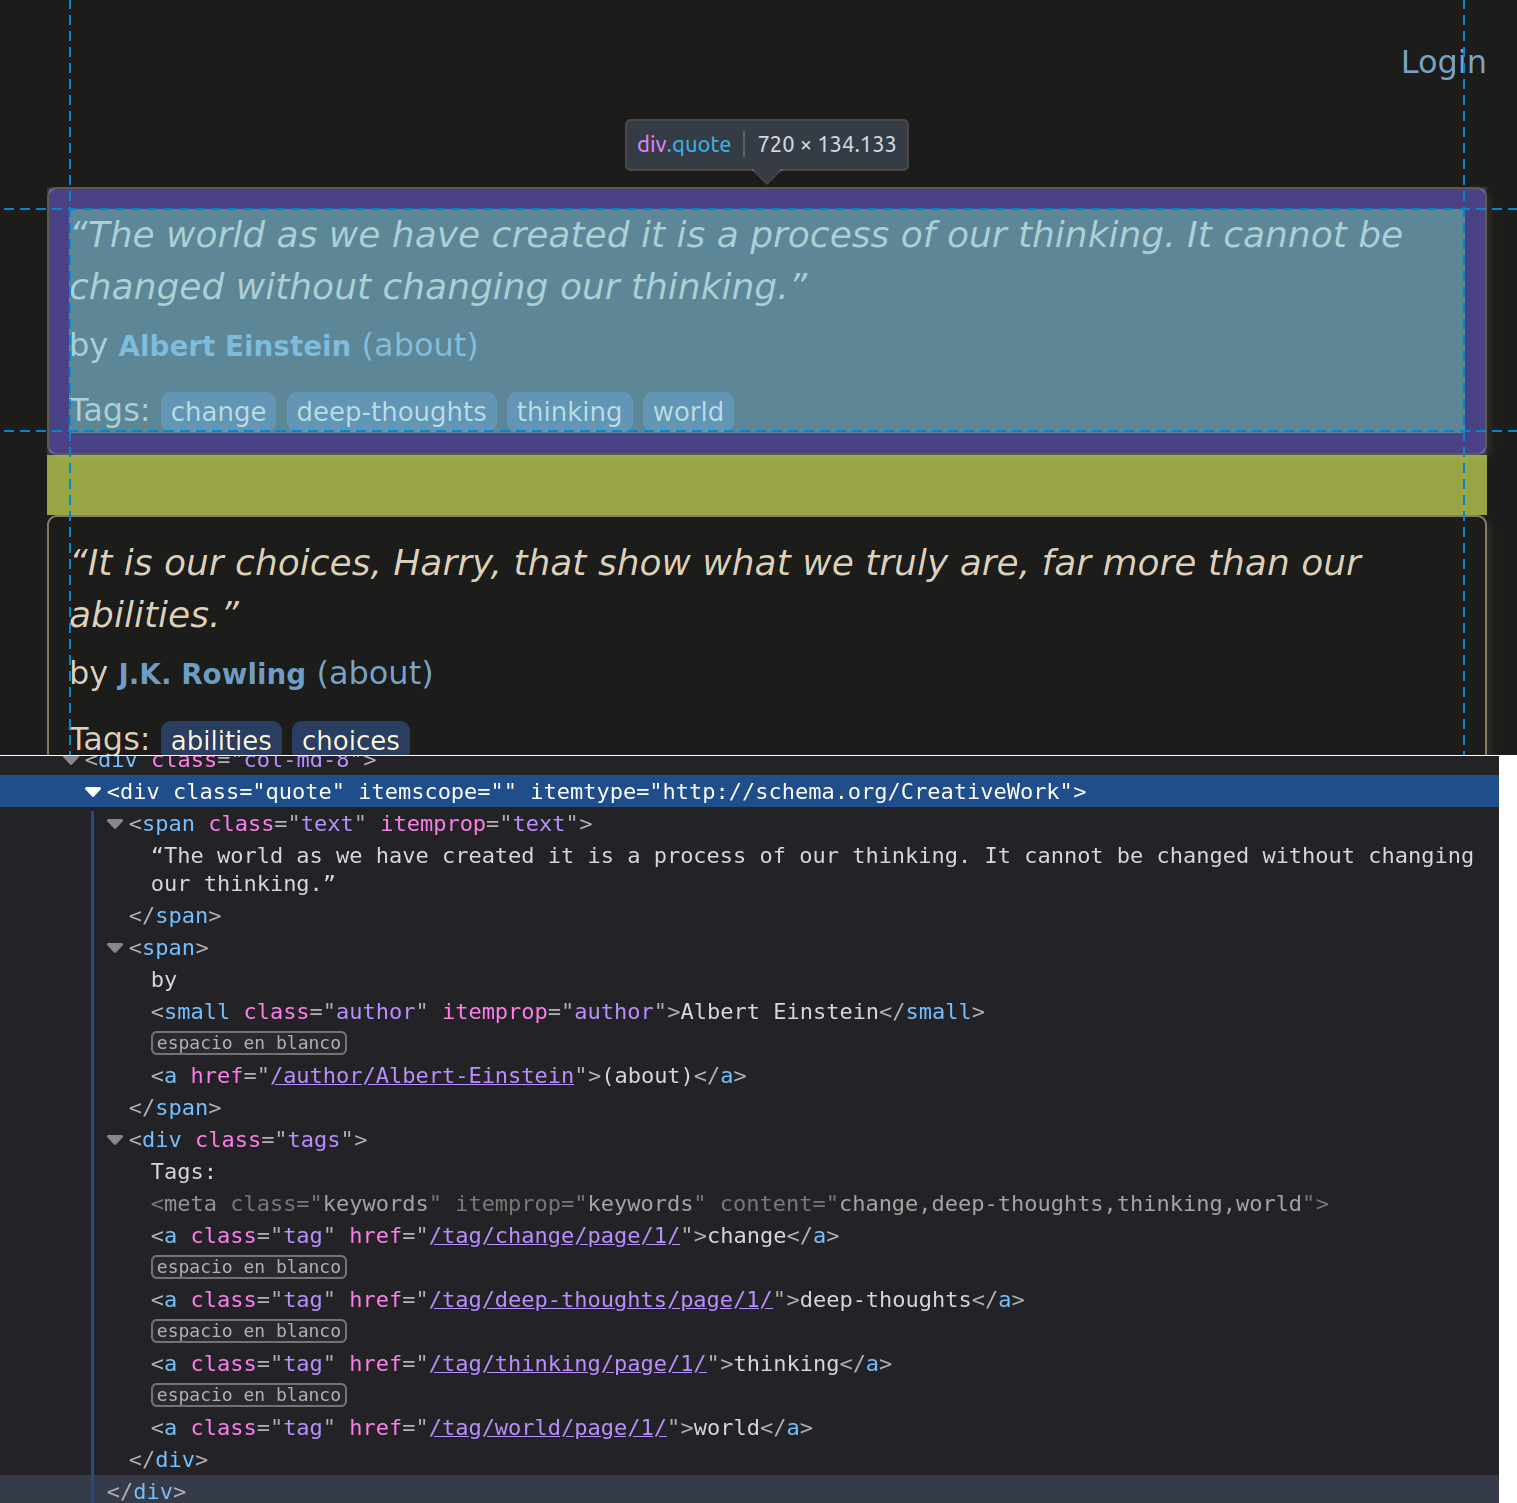 Login
div.quote | 720 × 134.133
“The world as we have created it is a process of our thinking. It cannot be
changed without changing our thinking.”
by Albert Einstein (about)
Tags: change deep-thoughts thinking world
“It is our choices, Harry, that show what we truly are, far more than our
abilities.”
by J.K. Rowling (about)
Tags: abilities choices
<div class="col-md-8">
<div class="quote" itemscope="" itemtype="http://schema.org/CreativeWork">
<span class="text" itemprop="text">
“The world as we have created it is a process of our thinking. It cannot be changed without changing
our thinking.”
</span>
<span>
by
<small class="author" itemprop="author">Albert Einstein</small>
espacio en blanco
<a href="/author/Albert-Einstein">(about)</a>
</span>
<div class="tags">
Tags:
<meta class="keywords" itemprop="keywords" content="change,deep-thoughts,thinking,world">
<a class="tag" href="/tag/change/page/1/">change</a>
espacio en blanco
<a class="tag" href="/tag/deep-thoughts/page/1/">deep-thoughts</a>
espacio en blanco
<a class="tag" href="/tag/thinking/page/1/">thinking</a>
espacio en blanco
<a class="tag" href="/tag/world/page/1/">world</a>
</div>
</div>